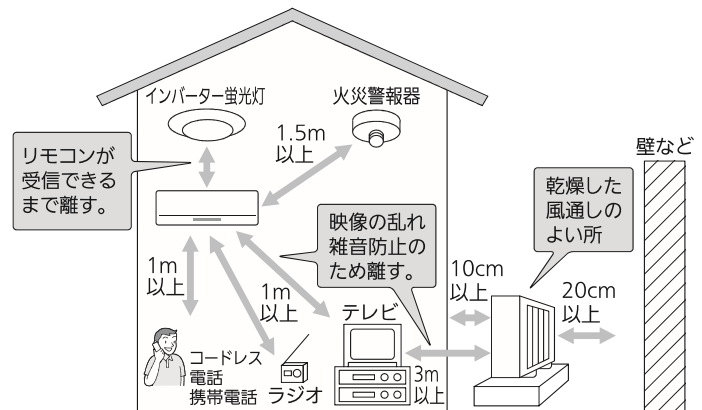 インバーター蛍光灯
火災警報器
1.5m
以上
リモコンが
受信できる
まで離す。
壁など
乾燥した
風通しの
よい所
映像の乱れ
雑音防止の
ため離す。
1m
以上
1m
以上
10cm
以上
20cm
以上
テレビ
コードレス
電話
携帯電話
ラジオ
3m
以上